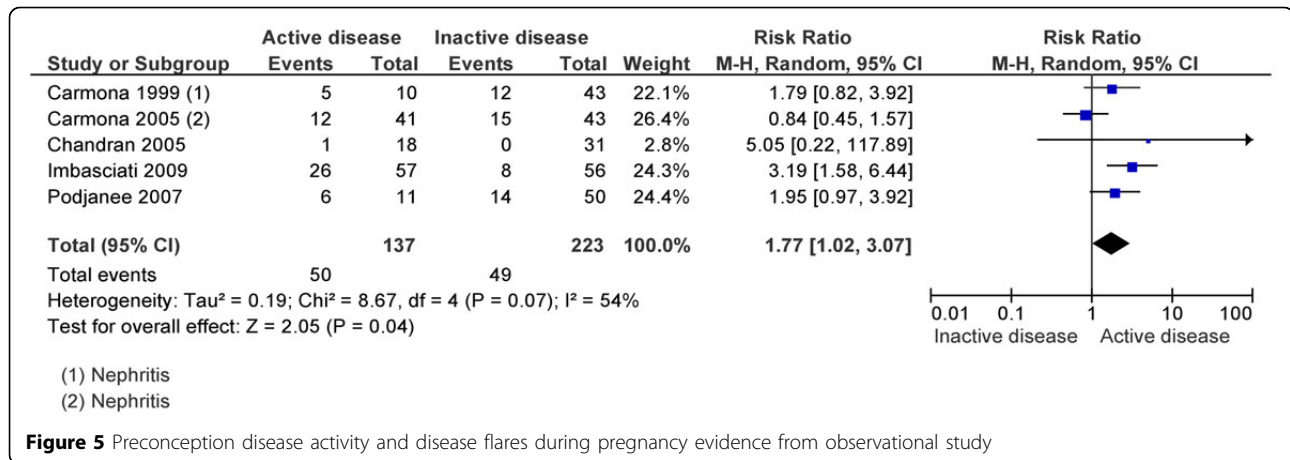 Active disease Inactive disease Risk Ratio Risk Ratio
Study or Subgroup Events Total Events Total Weight M-H, Random, 95% CI M-H, Random, 95% CI
Carmona 1999 (1) 5 10 12 43 22.1% 1.79 [0.82, 3.92]
Carmona 2005 (2) 12 41 15 43 26.4% 0.84 [0.45, 1.57]
Chandran 2005 1 18 0 31 2.8% 5.05 [0.22, 117.89]
Imbasciati 2009 26 57 8 56 24.3% 3.19 [1.58, 6.44]
Podjanee 2007 6 11 14 50 24.4% 1.95 [0.97, 3.92]
Total (95% CI) 137 223 100.0% 1.77 [1.02, 3.07]
Total events 50 49
Heterogeneity: Tau² = 0.19; Chi² = 8.67, df = 4 (P = 0.07); I² = 54%
Test for overall effect: Z = 2.05 (P = 0.04)
0.01 0.1 1 10 100
Inactive disease Active disease
(1) Nephritis
(2) Nephritis
Figure 5 Preconception disease activity and disease flares during pregnancy evidence from observational study